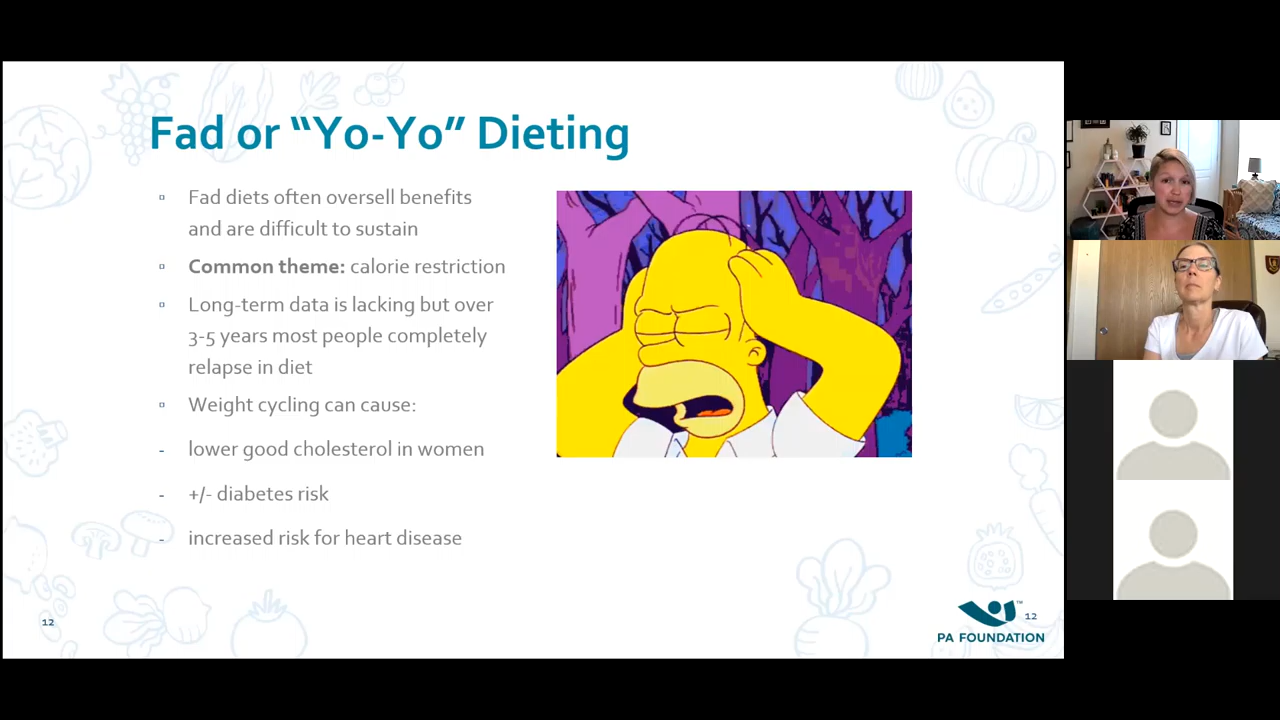 Fad or “Yo-Yo” Dieting
▫ Fad diets often oversell benefits
and are difficult to sustain
▫ Common theme: calorie restriction
▫ Long-term data is lacking but over
3-5 years most people completely
relapse in diet
▫ Weight cycling can cause:
- lower good cholesterol in women
- +/- diabetes risk
- increased risk for heart disease
12
™
12
PA FOUNDATION